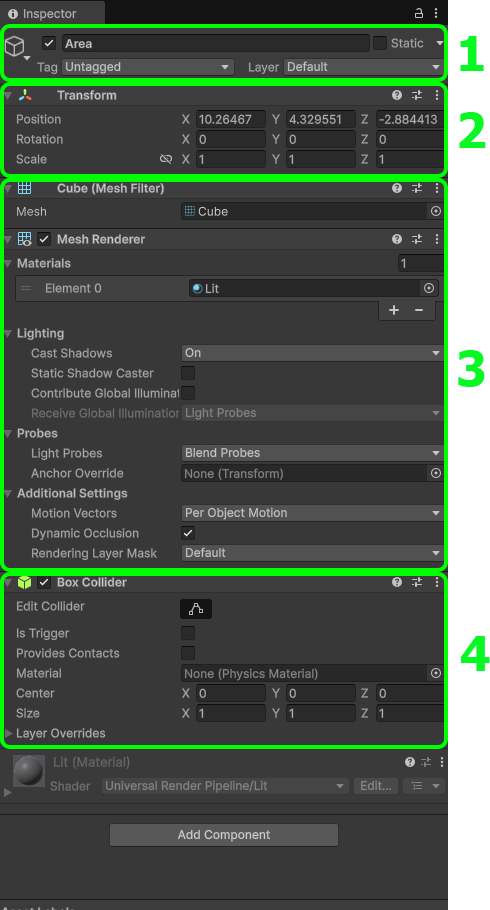 Inspector
Area
Static
Tag Untagged Layer Default
1
Transform
Position X 10.26467 Y 4.329551 Z -2.884413
Rotation X 0 Y 0 Z 0
Scale X 1 Y 1 Z 1
2
Cube (Mesh Filter)
Mesh Cube
Mesh Renderer
Materials 1
Element 0 Lit
+ −
Lighting
Cast Shadows On
Static Shadow Caster
Contribute Global Illuminat
Receive Global Illumination Light Probes
3
Probes
Light Probes Blend Probes
Anchor Override None (Transform)
Additional Settings
Motion Vectors Per Object Motion
Dynamic Occlusion
Rendering Layer Mask Default
Box Collider
Edit Collider
Is Trigger
Provides Contacts
4
Material None (Physics Material)
Center X 0 Y 0 Z 0
Size X 1 Y 1 Z 1
Layer Overrides
Lit (Material)
Shader Universal Render Pipeline/Lit Edit...
Add Component